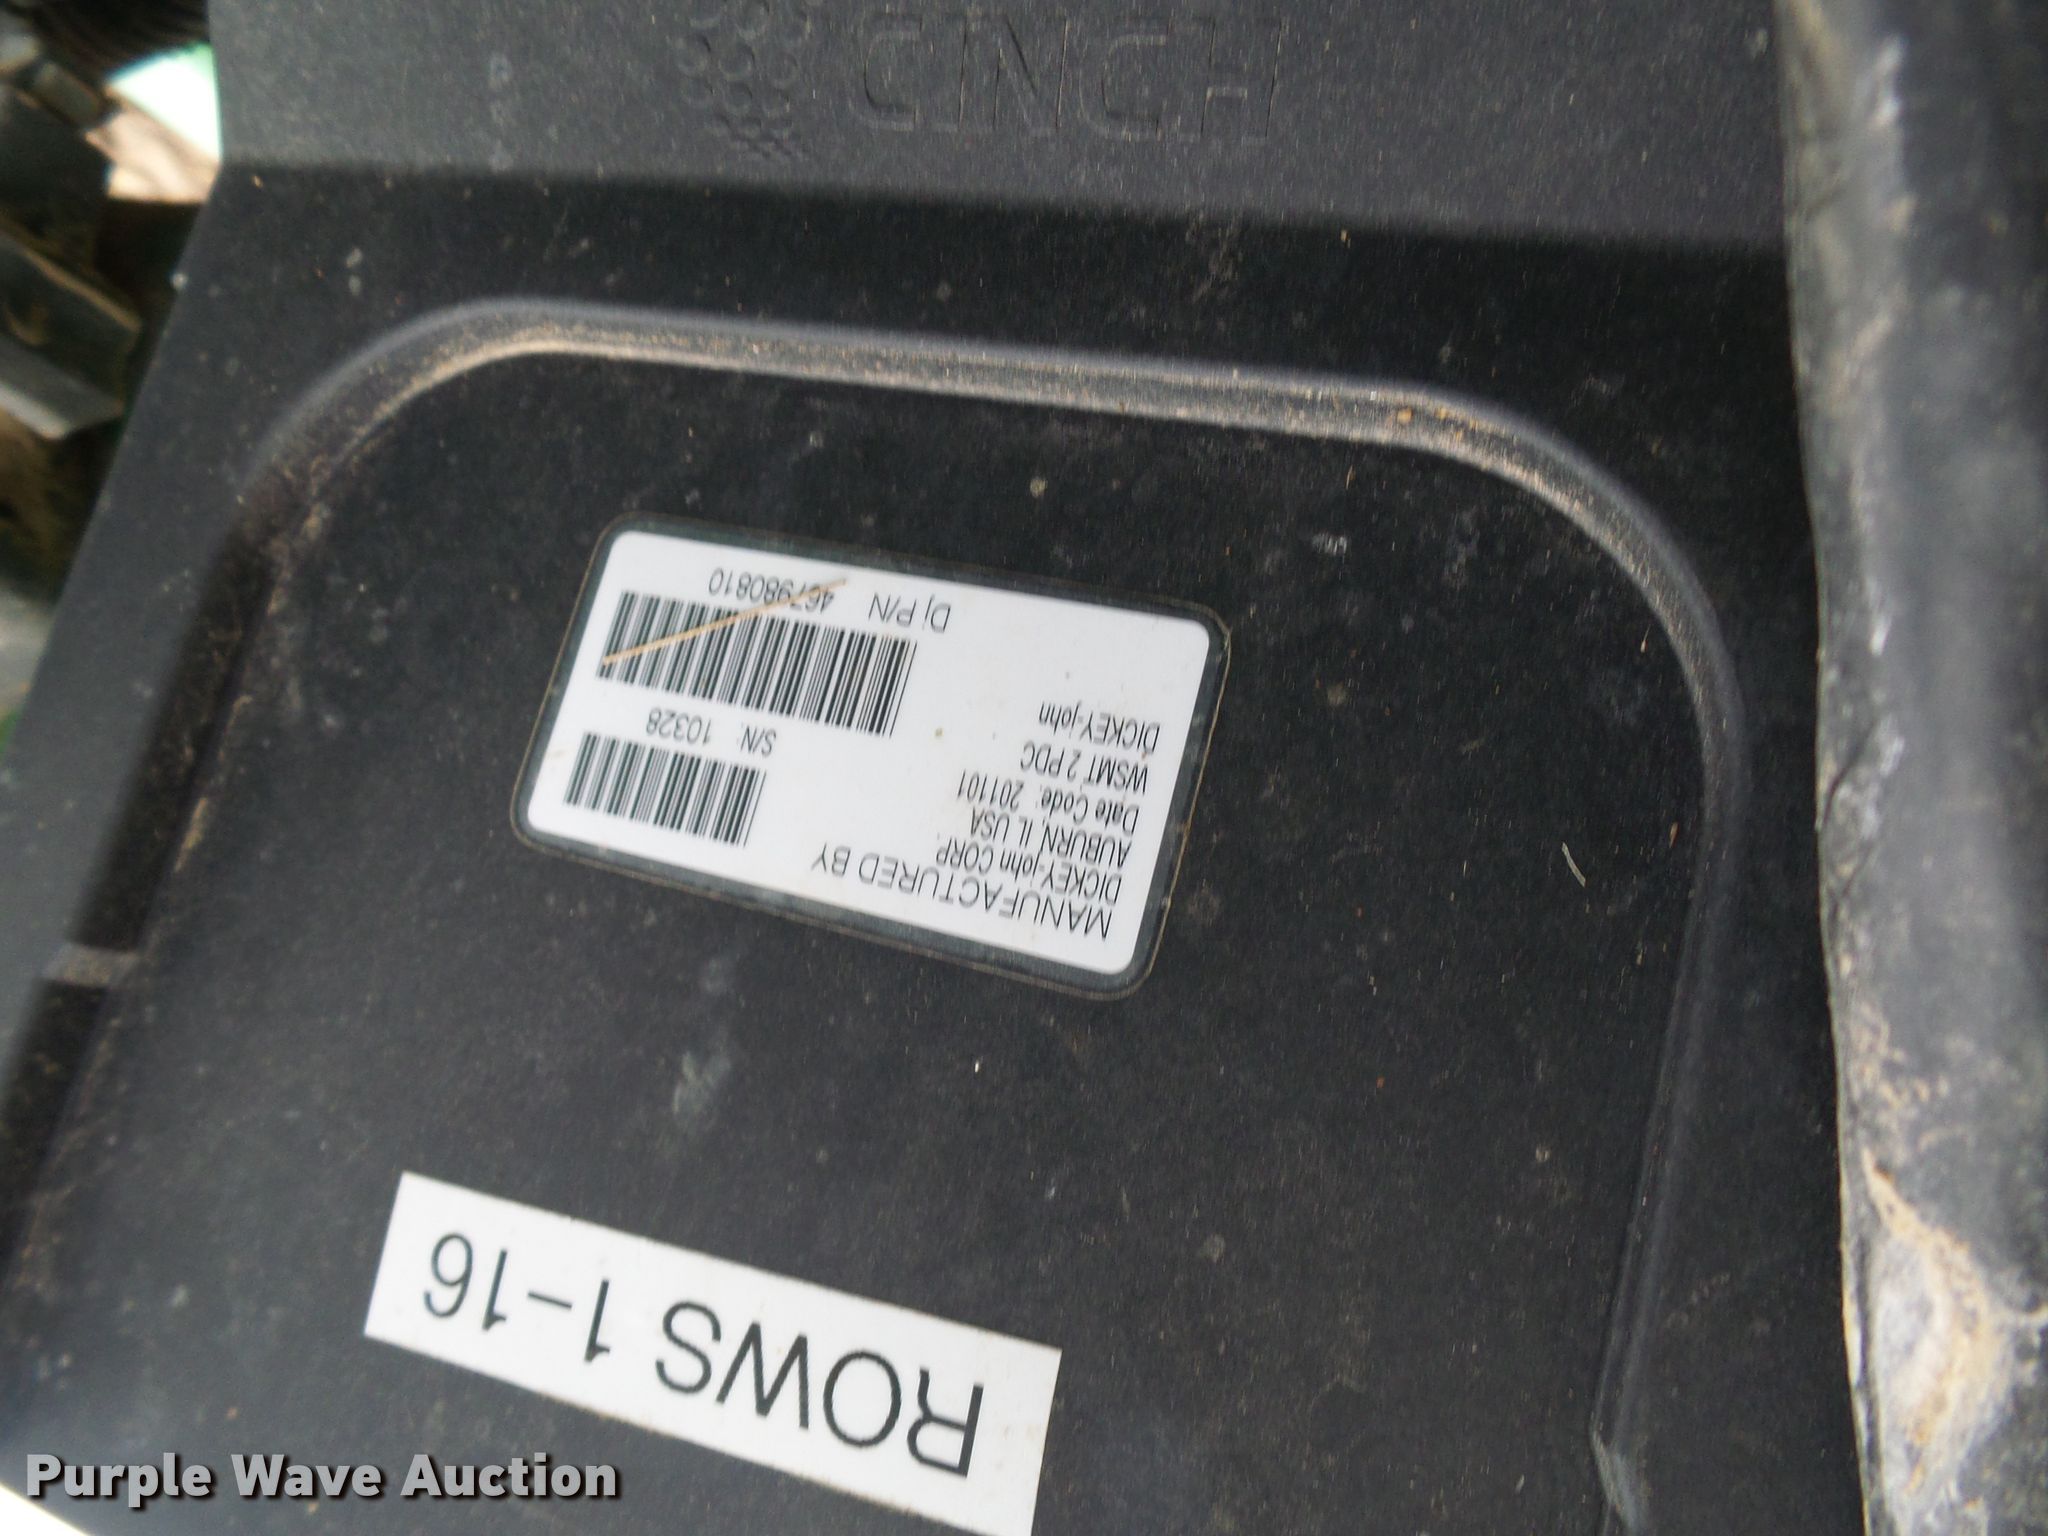 CINCH
MANUFACTURED BY
DICKEY-john CORP.
AUBURN, IL USA
Date Code: 201101
WSMT 2 PDC
DICKEY-john
S/N: 10328
Dj P/N 467980810
ROWS 1-16
Purple Wave Auction